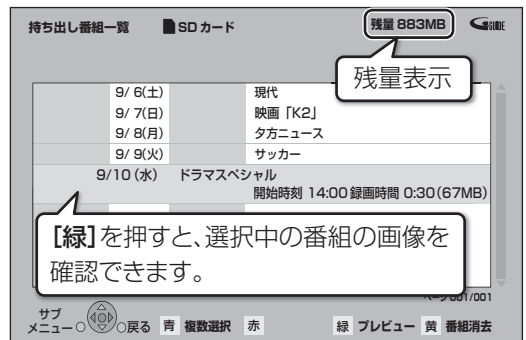 持ち出し番組一覧 SDカード 残量 883MB G GUIDE
残量表示
9/ 6(土) 現代
9/ 7(日) 映画「K2」
9/ 8(月) 夕方ニュース
9/ 9(火) サッカー
9/10(水) ドラマスペシャル
開始時刻 14:00 録画時間 0:30(67MB)
[緑]を押すと、選択中の番組の画像を
確認できます。
ページ001/001
サブ
メニュー 戻る 青 複数選択 赤 緑 プレビュー 黄 番組消去